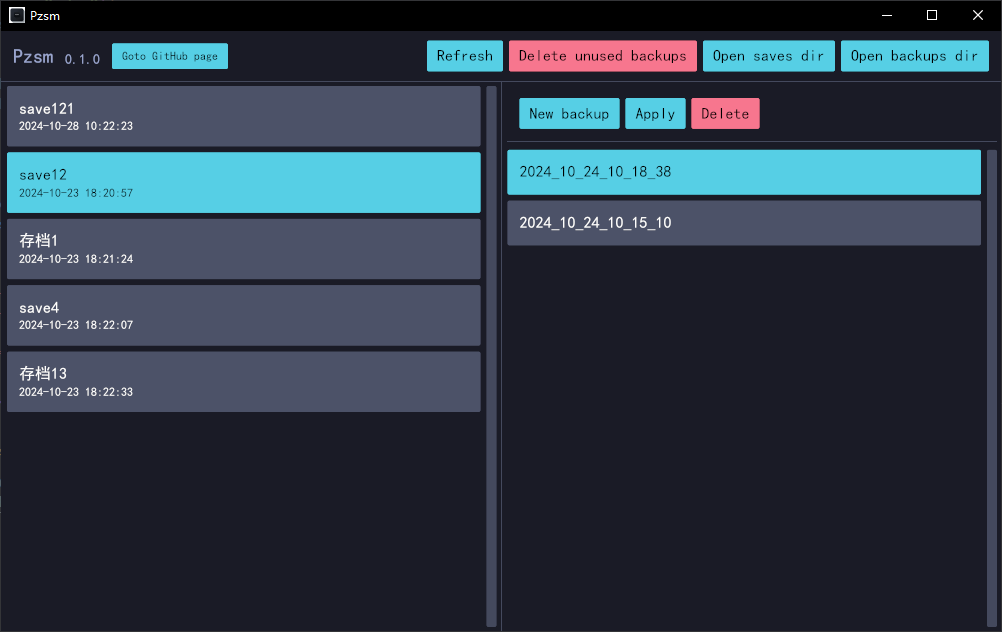 Pzsm
Pzsm 0.1.0 Goto GitHub page Refresh Delete unused backups Open saves dir Open backups dir
save121
2024-10-28 10:22:23
save12
2024-10-23 18:20:57
存档1
2024-10-23 18:21:24
save4
2024-10-23 18:22:07
存档13
2024-10-23 18:22:33
New backup Apply Delete
2024_10_24_10_18_38
2024_10_24_10_15_10